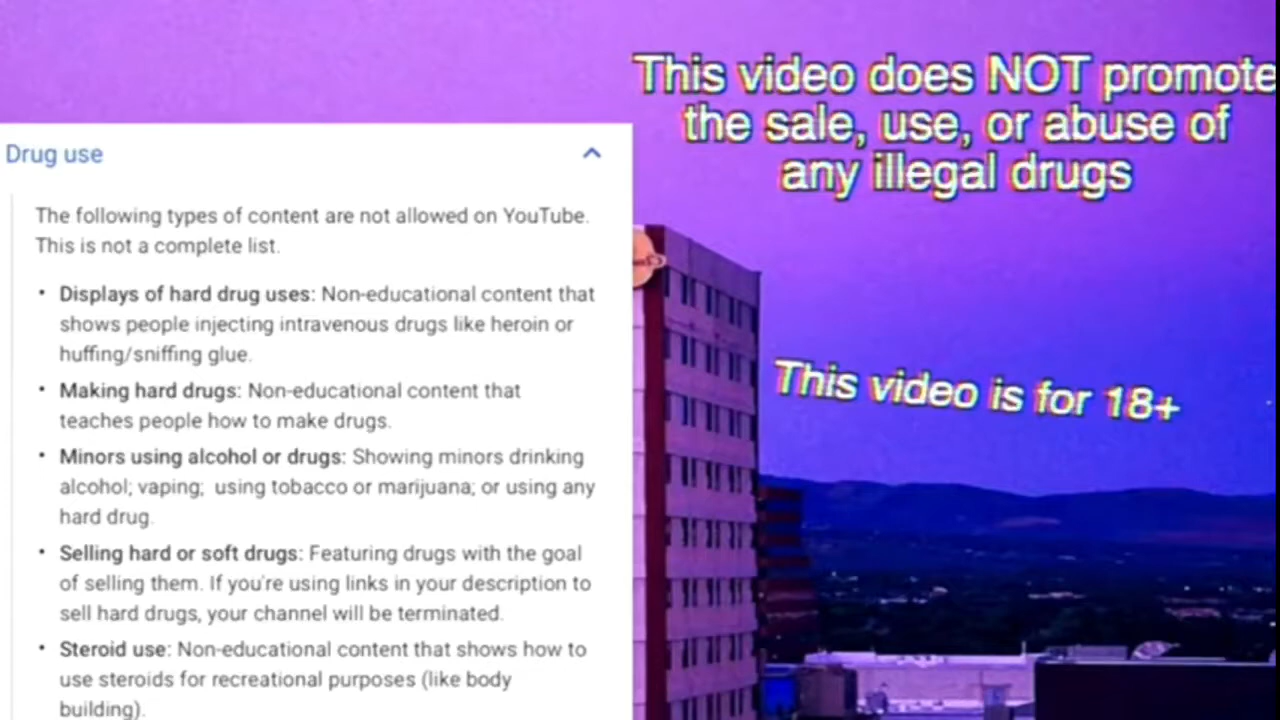 Drug use
The following types of content are not allowed on YouTube.
This is not a complete list.
• Displays of hard drug uses: Non-educational content that
shows people injecting intravenous drugs like heroin or
huffing/sniffing glue.
• Making hard drugs: Non-educational content that
teaches people how to make drugs.
• Minors using alcohol or drugs: Showing minors drinking
alcohol; vaping; using tobacco or marijuana; or using any
hard drug.
• Selling hard or soft drugs: Featuring drugs with the goal
of selling them. If you're using links in your description to
sell hard drugs, your channel will be terminated.
• Steroid use: Non-educational content that shows how to
use steroids for recreational purposes (like body
building).
This video does NOT promote
the sale, use, or abuse of
any illegal drugs
This video is for 18+